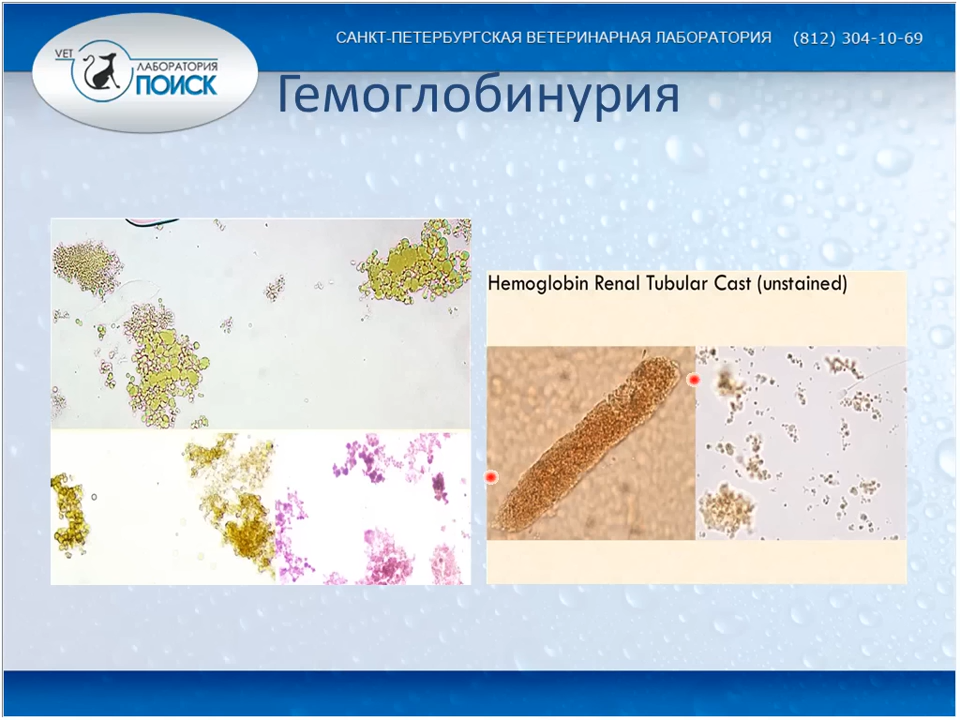 САНКТ-ПЕТЕРБУРГСКАЯ ВЕТЕРИНАРНАЯ ЛАБОРАТОРИЯ (812) 304-10-69
VET
ЛАБОРАТОРИЯ
ПОИСК
Гемоглобинурия
Hemoglobin Renal Tubular Cast (unstained)